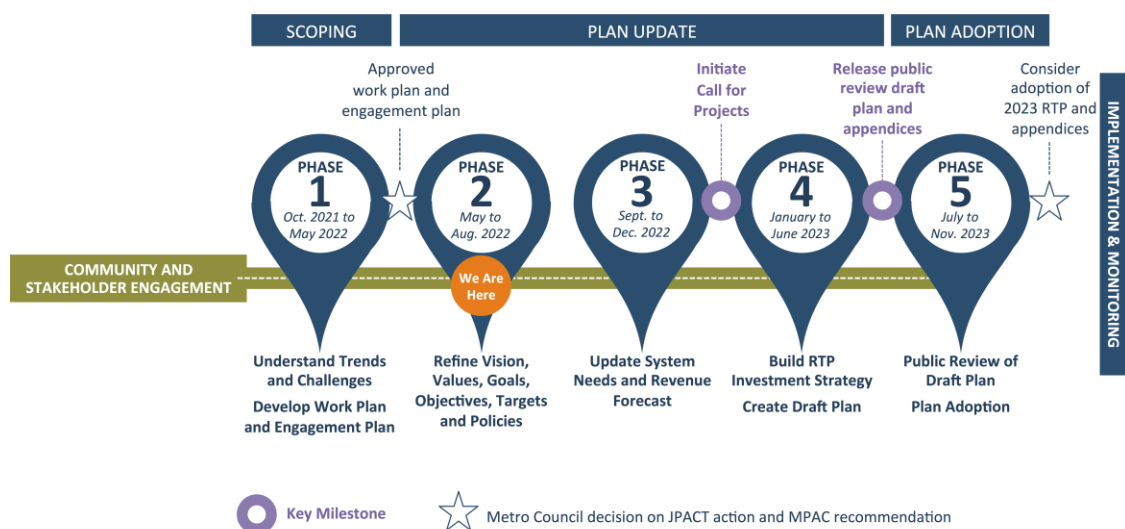 SCOPING
PLAN UPDATE
PLAN ADOPTION
Approved
work plan and
engagement plan
Initiate
Call for
Projects
Release public
review draft
plan and
appendices
Consider
adoption of
2023 RTP and
appendices
IMPLEMENTATION & MONITORING
PHASE
1
Oct. 2021 to
May 2022
PHASE
2
May to
Aug. 2022
PHASE
3
Sept. to
Dec. 2022
PHASE
4
January to
June 2023
PHASE
5
July to
Nov. 2023
COMMUNITY AND
STAKEHOLDER ENGAGEMENT
We Are
Here
Understand Trends
and Challenges
Develop Work Plan
and Engagement Plan
Refine Vision,
Values, Goals,
Objectives, Targets
and Policies
Update System
Needs and Revenue
Forecast
Build RTP
Investment Strategy
Create Draft Plan
Public Review of
Draft Plan
Plan Adoption
Key Milestone
Metro Council decision on JPACT action and MPAC recommendation